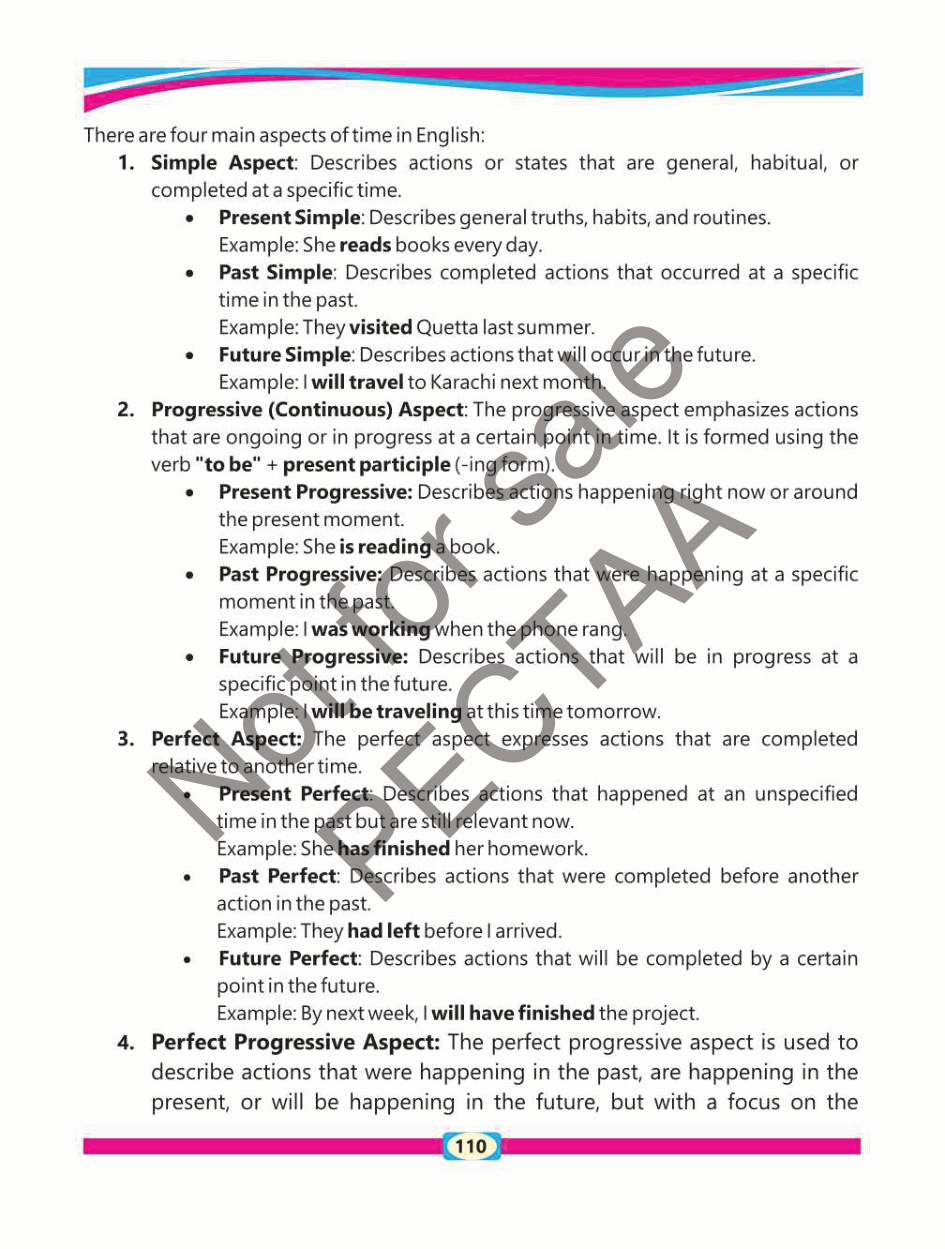 There are four main aspects of time in English:
1. Simple Aspect: Describes actions or states that are general, habitual, or
completed at a specific time.
• Present Simple: Describes general truths, habits, and routines.
Example: She reads books every day.
• Past Simple: Describes completed actions that occurred at a specific
time in the past.
Example: They visited Quetta last summer.
• Future Simple: Describes actions that will occur in the future.
Example: I will travel to Karachi next month.
2. Progressive (Continuous) Aspect: The progressive aspect emphasizes actions
that are ongoing or in progress at a certain point in time. It is formed using the
verb "to be" + present participle (-ing form).
• Present Progressive: Describes actions happening right now or around
the present moment.
Example: She is reading a book.
• Past Progressive: Describes actions that were happening at a specific
moment in the past.
Example: I was working when the phone rang.
• Future Progressive: Describes actions that will be in progress at a
specific point in the future.
Example: I will be traveling at this time tomorrow.
3. Perfect Aspect: The perfect aspect expresses actions that are completed
relative to another time.
• Present Perfect: Describes actions that happened at an unspecified
time in the past but are still relevant now.
Example: She has finished her homework.
• Past Perfect: Describes actions that were completed before another
action in the past.
Example: They had left before I arrived.
• Future Perfect: Describes actions that will be completed by a certain
point in the future.
Example: By next week, I will have finished the project.
4. Perfect Progressive Aspect: The perfect progressive aspect is used to
describe actions that were happening in the past, are happening in the
present, or will be happening in the future, but with a focus on the
110
Not for sale
PECTAA